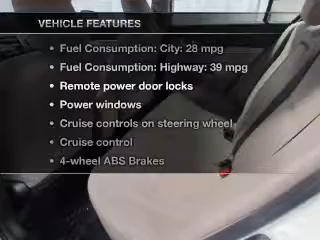 VEHICLE FEATURES
• Fuel Consumption: City: 28 mpg
• Fuel Consumption: Highway: 39 mpg
• Remote power door locks
• Power windows
• Cruise controls on steering wheel
• Cruise control
• 4-wheel ABS Brakes